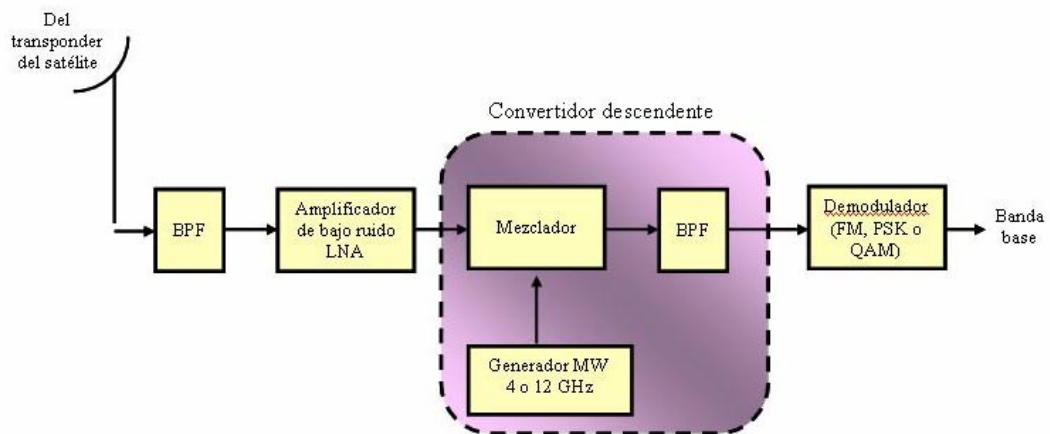 Del
transponder
del satélite
Convertidor descendente
BPF
Amplificador
de bajo ruido
LNA
Mezclador
BPF
Demodulador
(FM, PSK o
QAM)
Banda
base
Generador MW
4 o 12 GHz